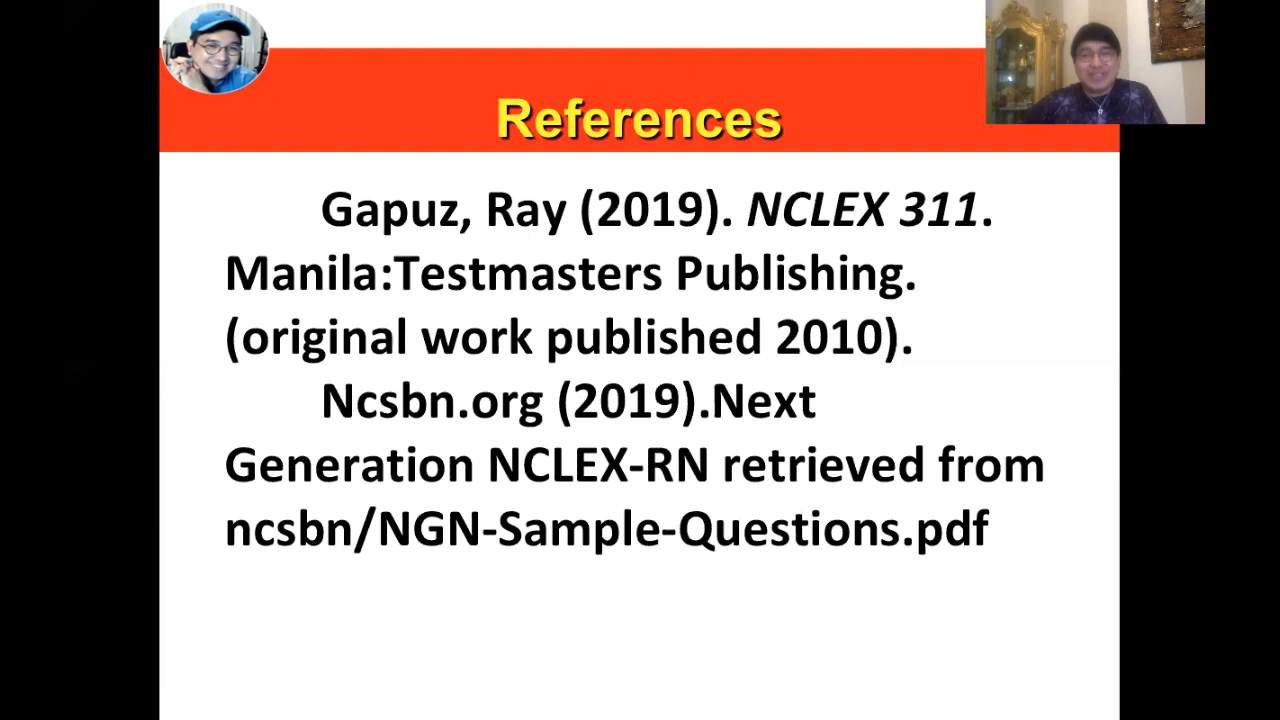 References
Gapuz, Ray (2019). NCLEX 311.
Manila:Testmasters Publishing.
(original work published 2010).
Ncsbn.org (2019).Next
Generation NCLEX-RN retrieved from
ncsbn/NGN-Sample-Questions.pdf